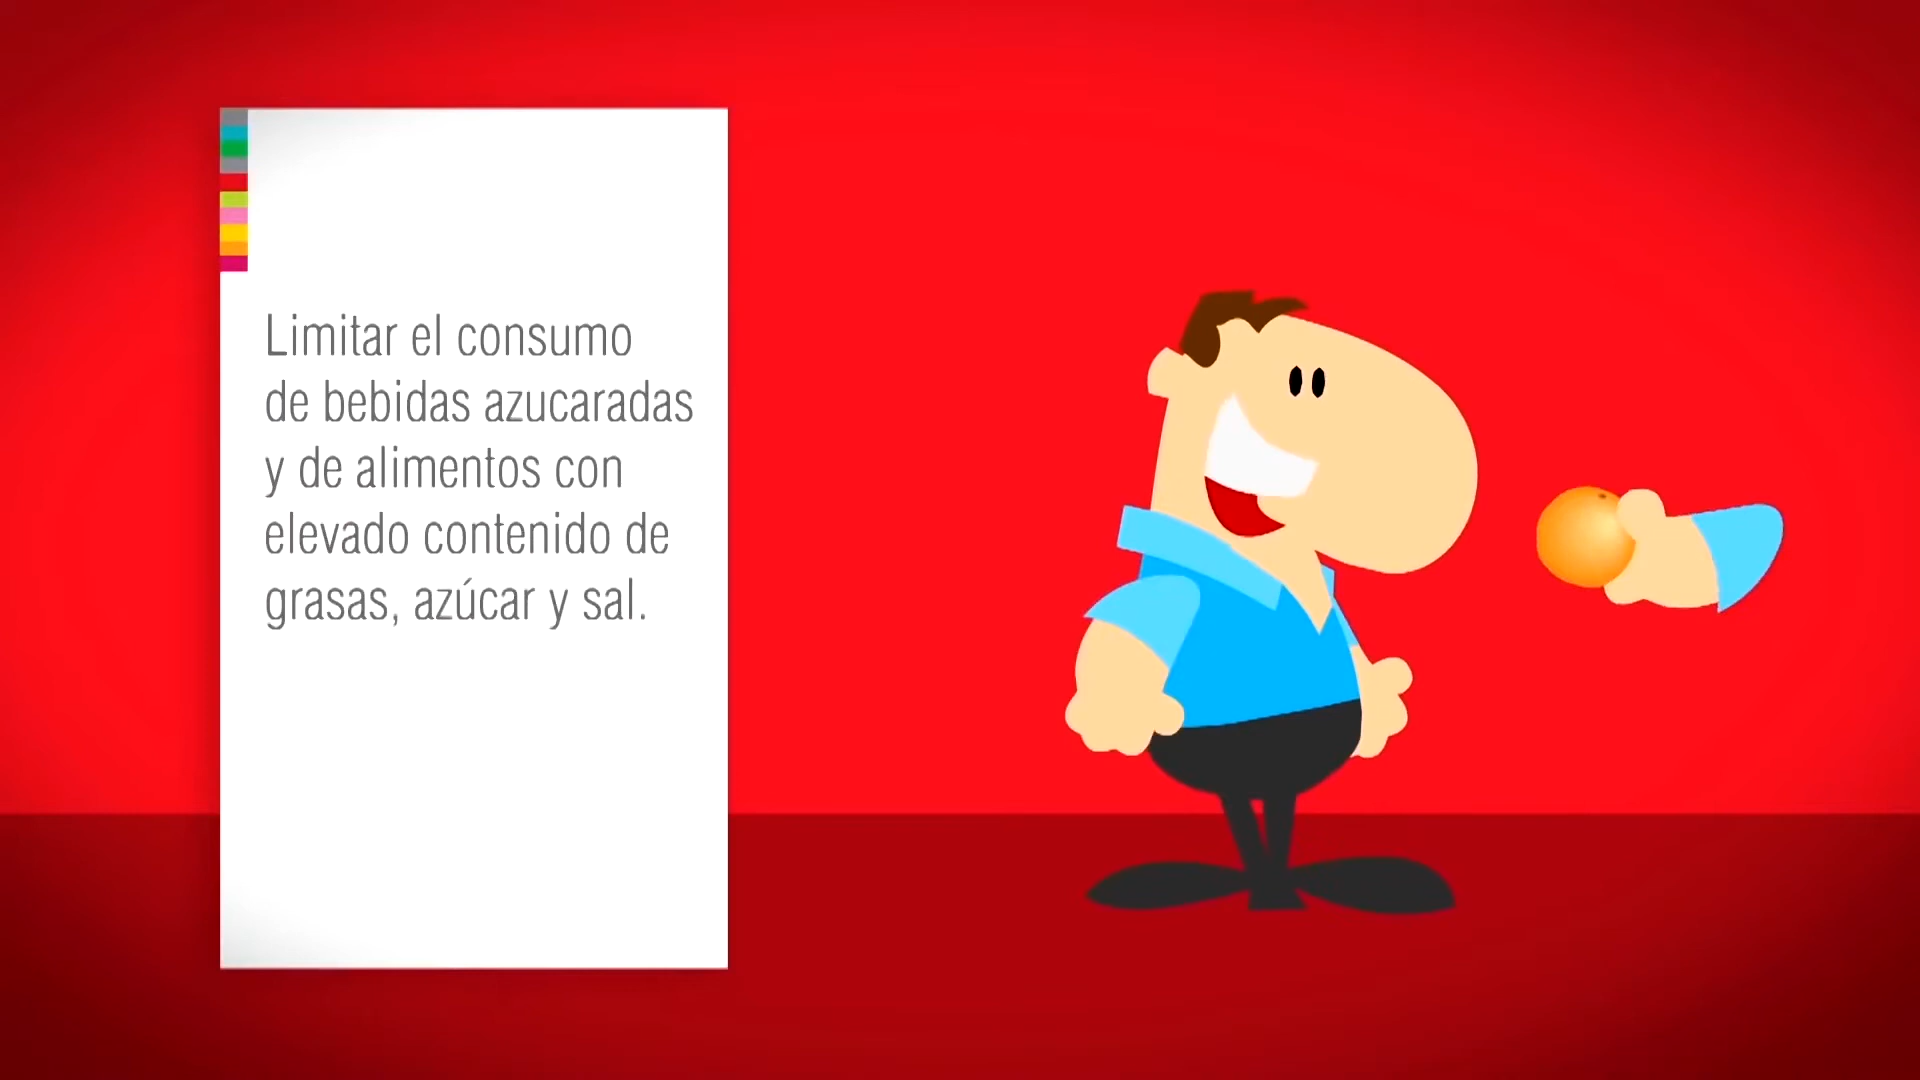 Limitar el consumo
de bebidas azucaradas
y de alimentos con
elevado contenido de
grasas, azúcar y sal.